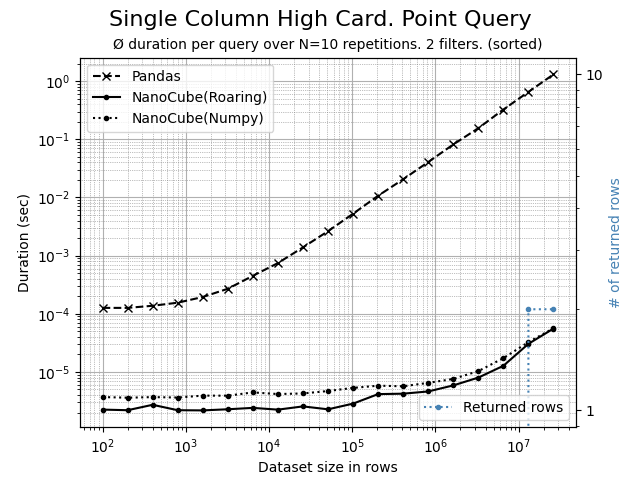 Single Column High Card. Point Query
Ø duration per query over N=10 repetitions. 2 filters. (sorted)
Pandas
NanoCube(Roaring)
NanoCube(Numpy)
Duration (sec)
10⁰
10⁻¹
10⁻²
10⁻³
10⁻⁴
10⁻⁵
10
1
# of returned rows
Returned rows
10²
10³
10⁴
10⁵
10⁶
10⁷
Dataset size in rows